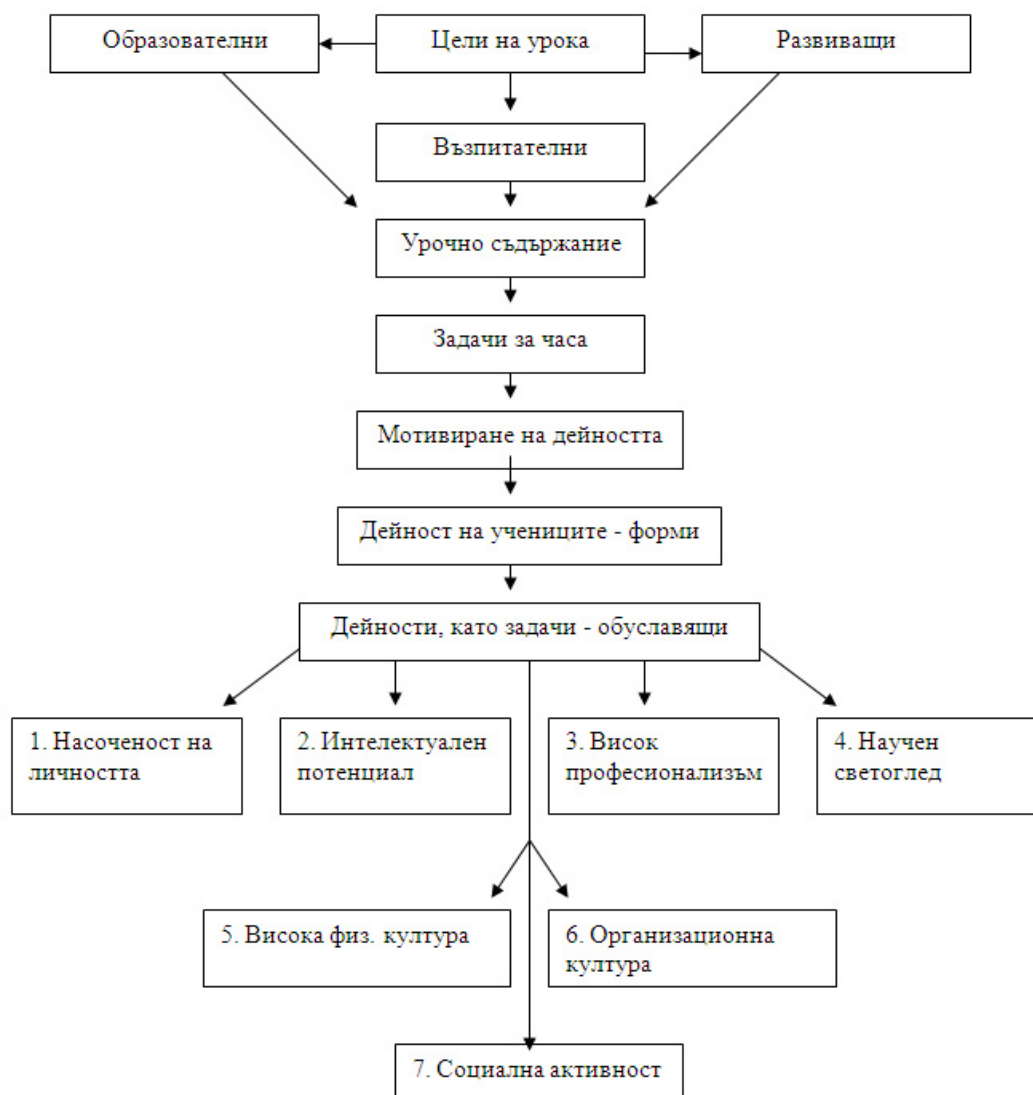 Образователни
Цели на урока
Развиващи
Възпитателни
Урочно съдържание
Задачи за часа
Мотивиране на дейността
Дейност на учениците - форми
Дейности, като задачи - обуславящи
1. Насоченост на
личността
2. Интелектуален
потенциал
3. Висок
професионализъм
4. Научен
светоглед
5. Висока физ. култура
6. Организационна
култура
7. Социална активност